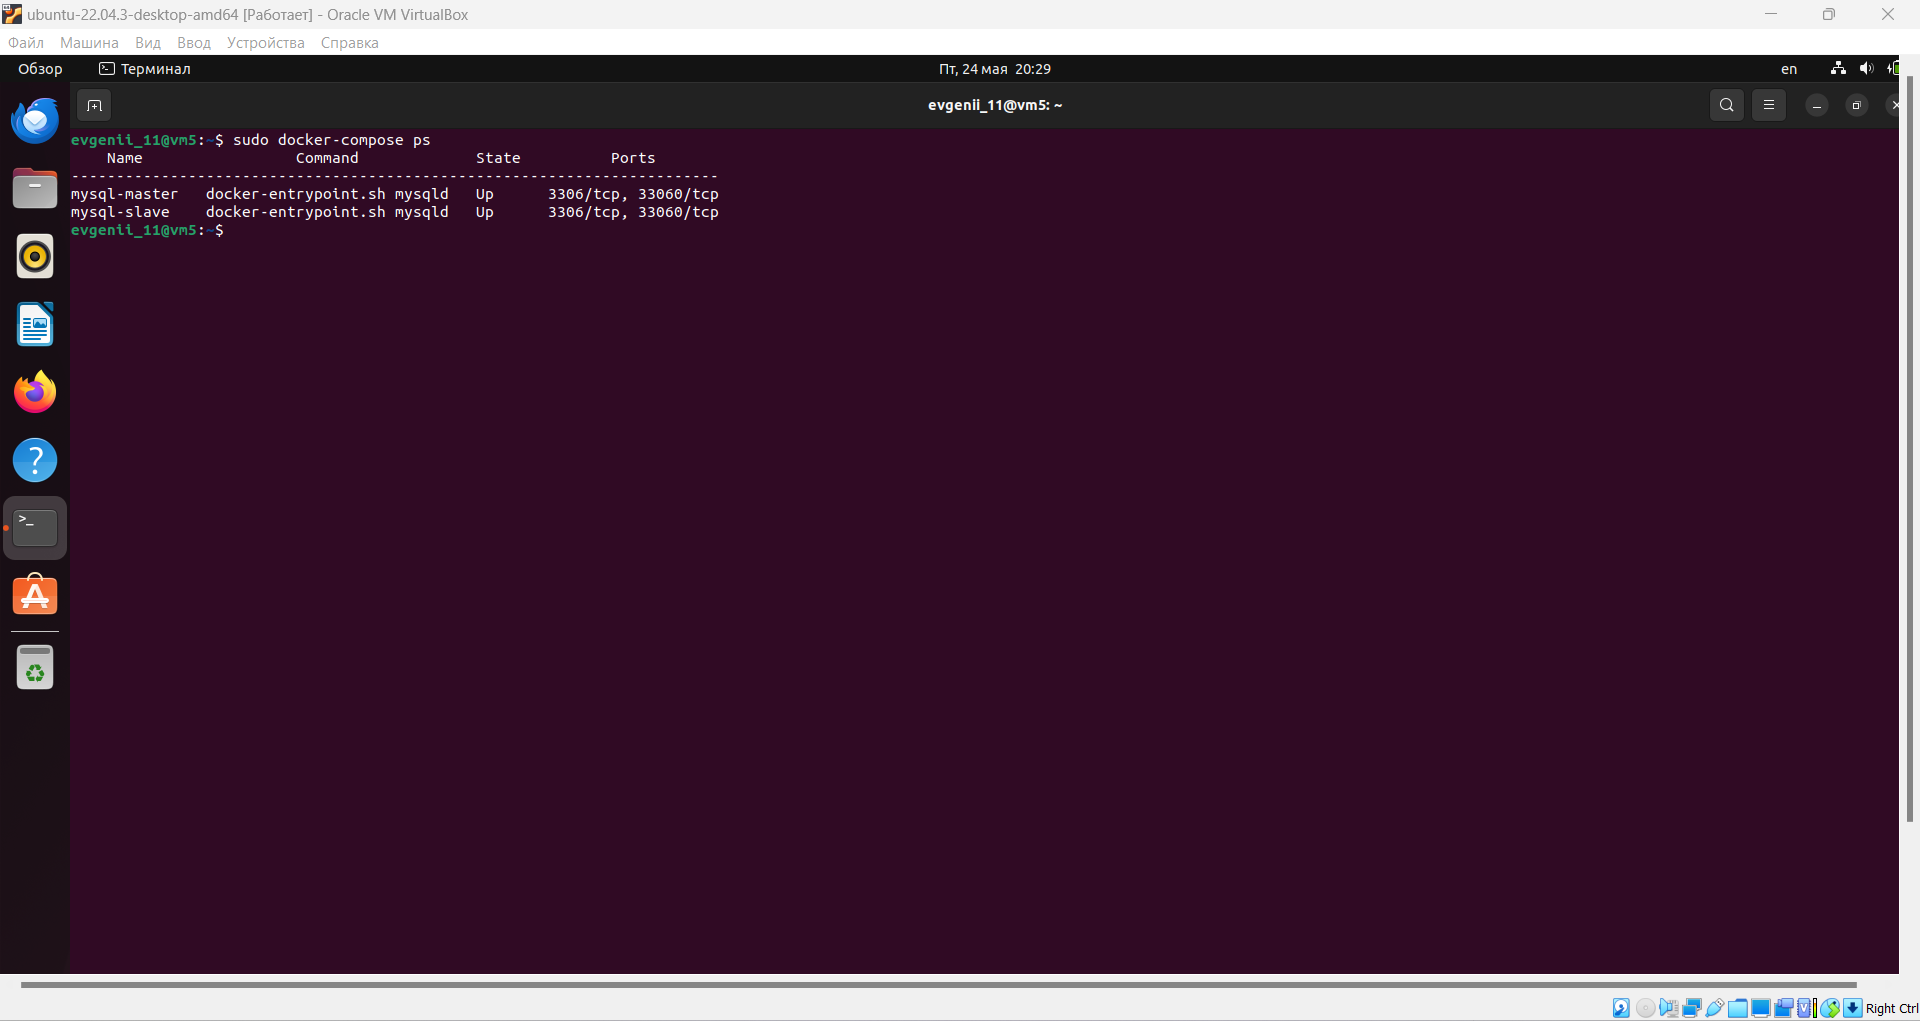 ubuntu-22.04.3-desktop-amd64 [Работает] - Oracle VM VirtualBox
Файл Машина Вид Ввод Устройства Справка
Обзор Терминал Пт, 24 мая 20:29 en
evgenii_11@vm5: ~
evgenii_11@vm5:~$ sudo docker-compose ps
Name Command State Ports
------------------------------------------------------------------------
mysql-master docker-entrypoint.sh mysqld Up 3306/tcp, 33060/tcp
mysql-slave docker-entrypoint.sh mysqld Up 3306/tcp, 33060/tcp
evgenii_11@vm5:~$
Right Ctrl